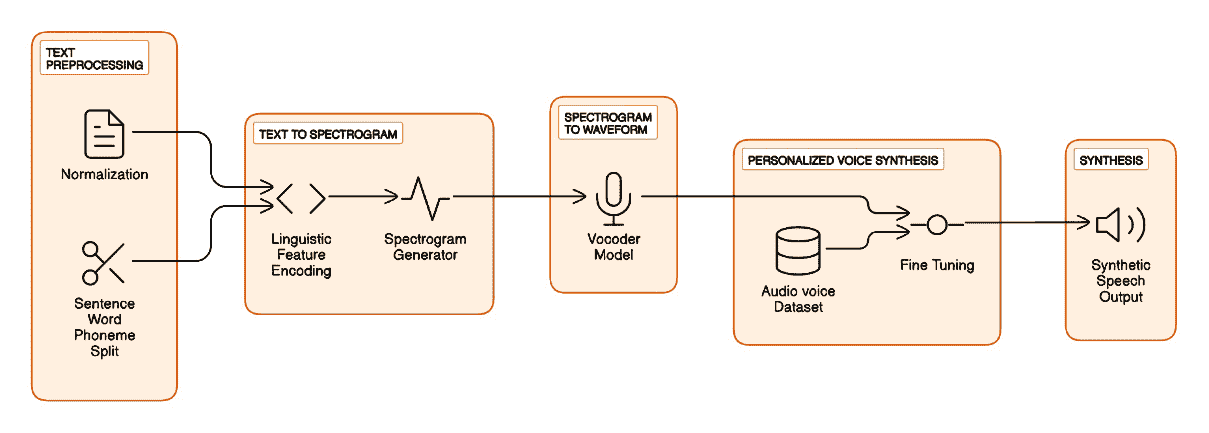 TEXT
PREPROCESSING
Normalization
Sentence
Word
Phoneme
Split
TEXT TO SPECTROGRAM
Linguistic
Feature
Encoding
Spectrogram
Generator
SPECTROGRAM
TO WAVEFORM
Vocoder
Model
PERSONALIZED VOICE SYNTHESIS
Audio voice
Dataset
Fine Tuning
SYNTHESIS
Synthetic
Speech
Output